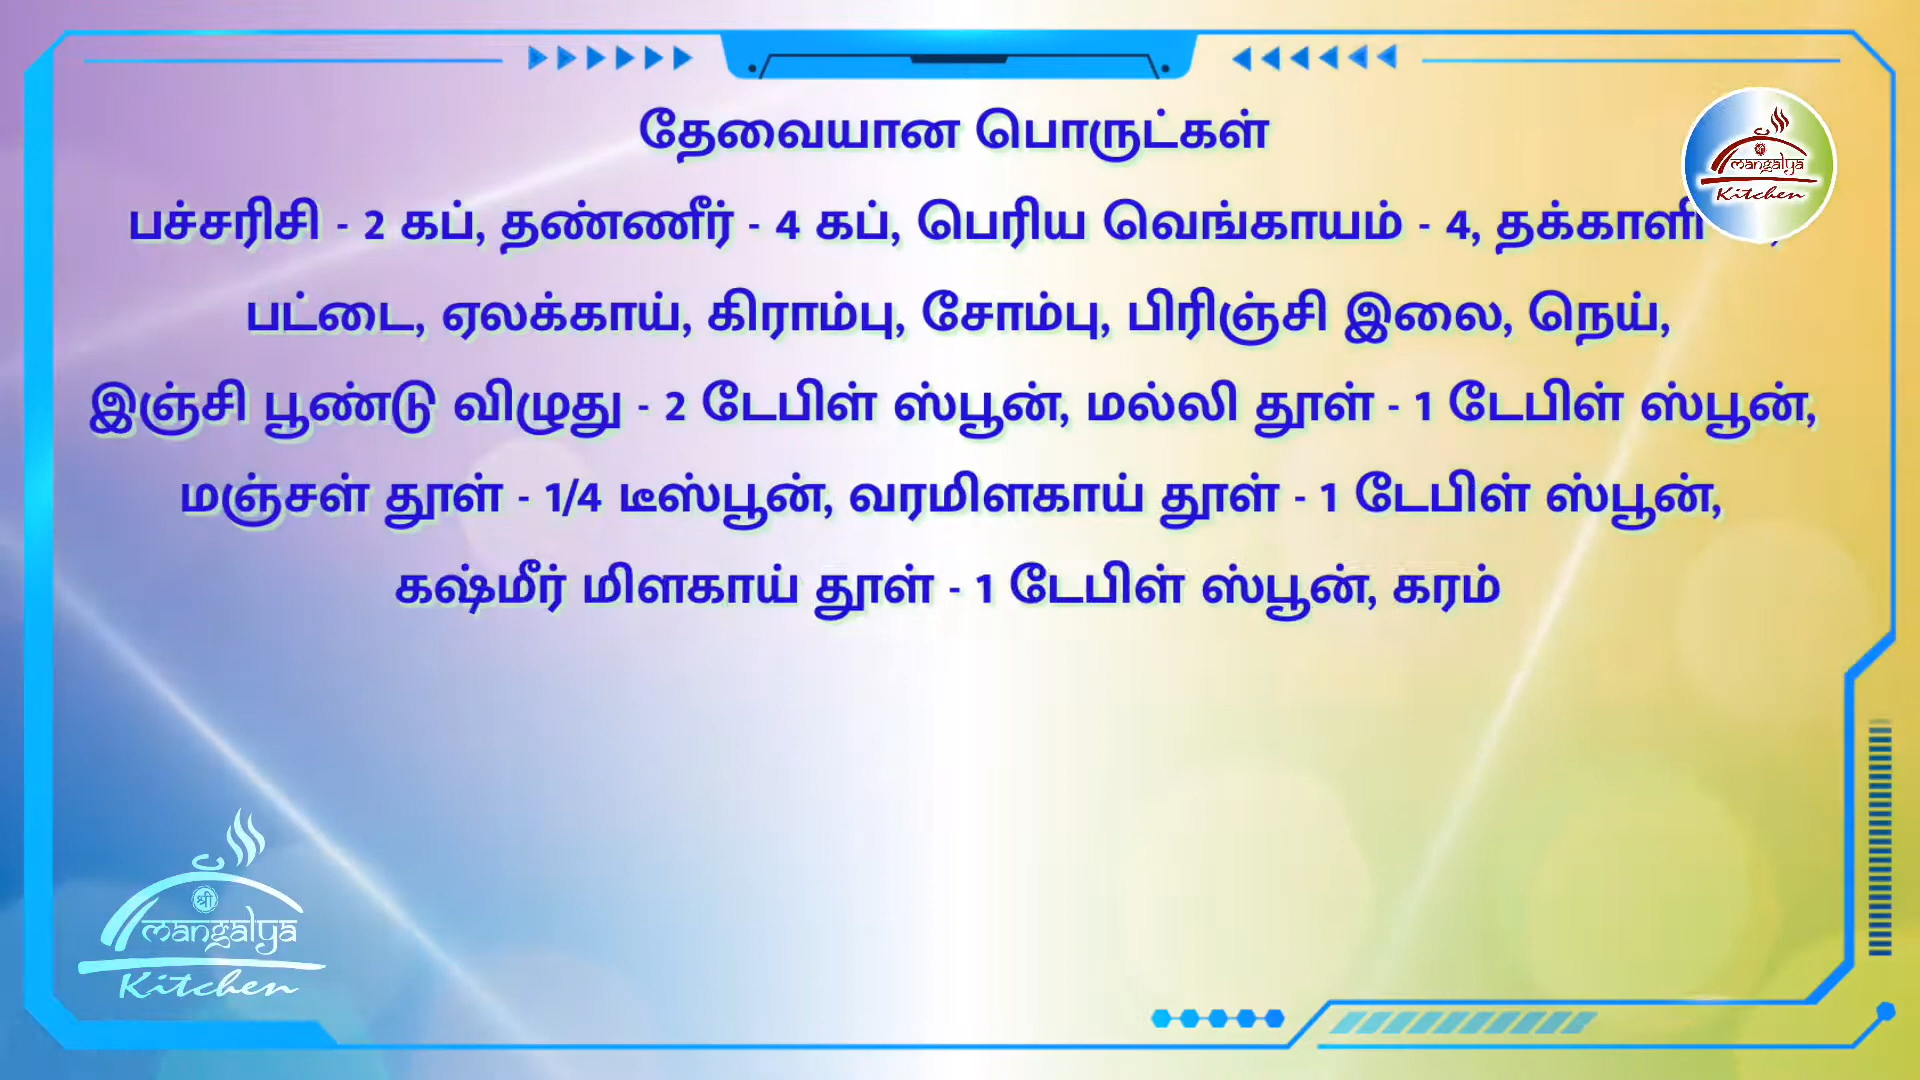 தேவையான பொருட்கள்
பச்சரிசி - 2 கப், தண்ணீர் - 4 கப், பெரிய வெங்காயம் - 4, தக்காளி
பட்டை, ஏலக்காய், கிராம்பு, சோம்பு, பிரிஞ்சி இலை, நெய்,
இஞ்சி பூண்டு விழுது - 2 டேபிள் ஸ்பூன், மல்லி தூள் - 1 டேபிள் ஸ்பூன்,
மஞ்சள் தூள் - 1/4 டீஸ்பூன், வரமிளகாய் தூள் - 1 டேபிள் ஸ்பூன்,
கஷ்மீர் மிளகாய் தூள் - 1 டேபிள் ஸ்பூன், கரம்
श्री
mangalya
Kitchen
श्री
mangalya
Kitchen